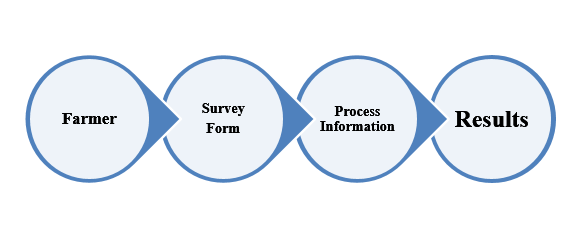 Farmer
Survey
Form
Process
Information
Results